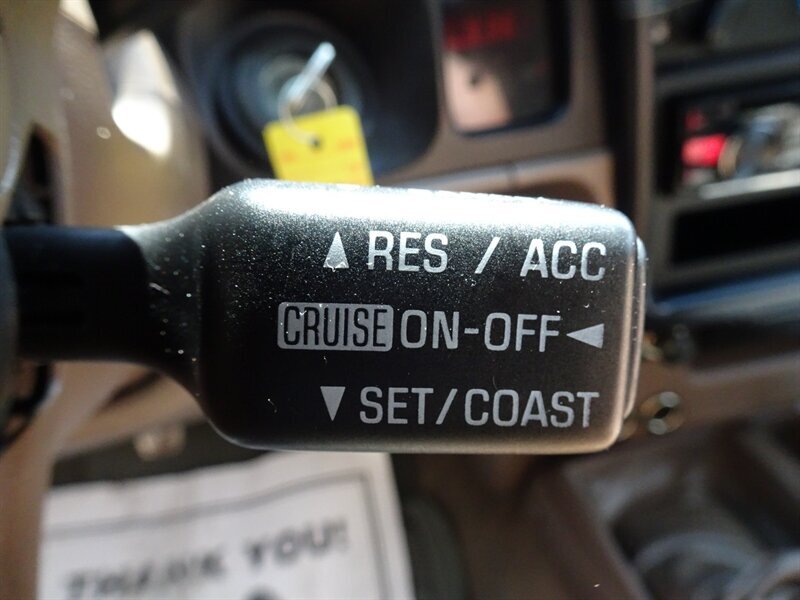 ▲ RES / ACC
CRUISE ON-OFF ◄
▼ SET/COAST
THANK YOU!